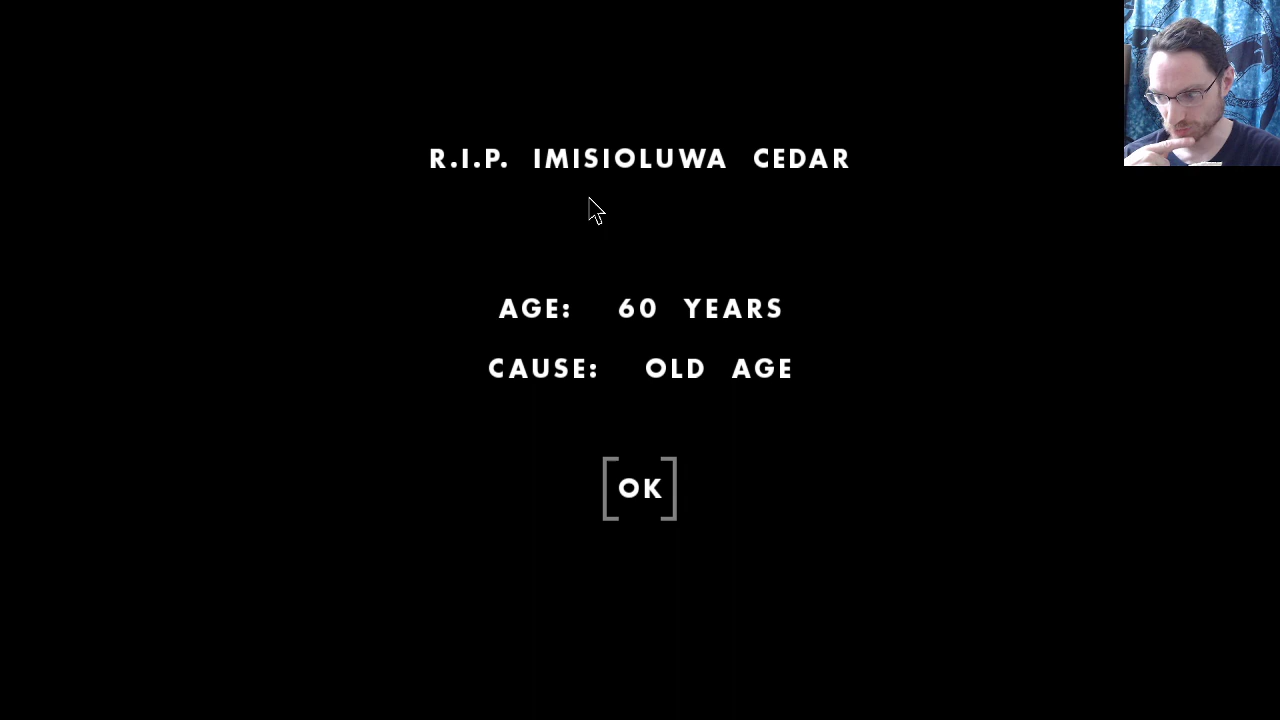 R.I.P. IMISIOLUWA CEDAR
AGE: 60 YEARS
CAUSE: OLD AGE
[OK]